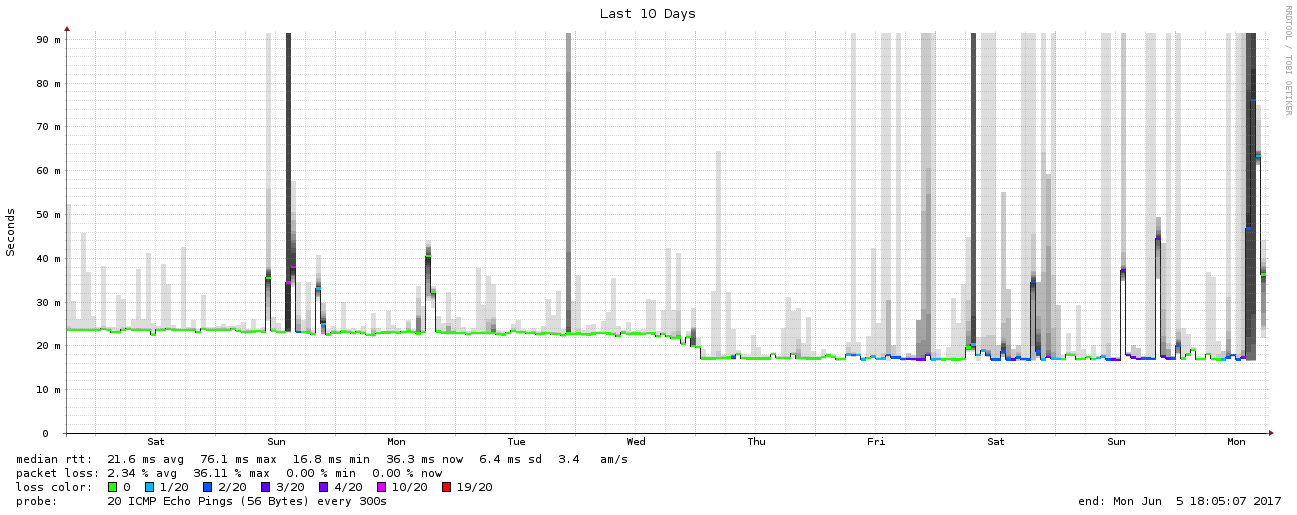 Last 10 Days
RRDTOOL / TOBI OETIKER
Seconds
90 m
80 m
70 m
60 m
50 m
40 m
30 m
20 m
10 m
0
Sat Sun Mon Tue Wed Thu Fri Sat Sun Mon
median rtt: 21.6 ms avg 76.1 ms max 16.8 ms min 36.3 ms now 6.4 ms sd 3.4 am/s
packet loss: 2.34 % avg 36.11 % max 0.00 % min 0.00 % now
loss color: 0 1/20 2/20 3/20 4/20 10/20 19/20
probe: 20 ICMP Echo Pings (56 Bytes) every 300s
end: Mon Jun 5 18:05:07 2017